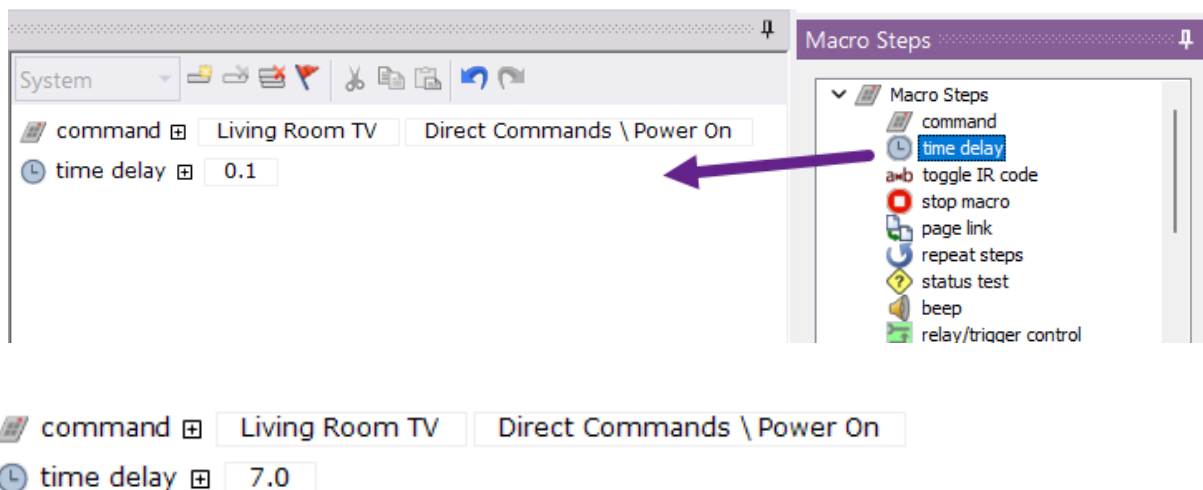 Macro Steps
System
command Living Room TV Direct Commands \ Power On
time delay 0.1
Macro Steps
command
time delay
a≠b toggle IR code
stop macro
page link
repeat steps
? status test
beep
relay/trigger control
command Living Room TV Direct Commands \ Power On
time delay 7.0